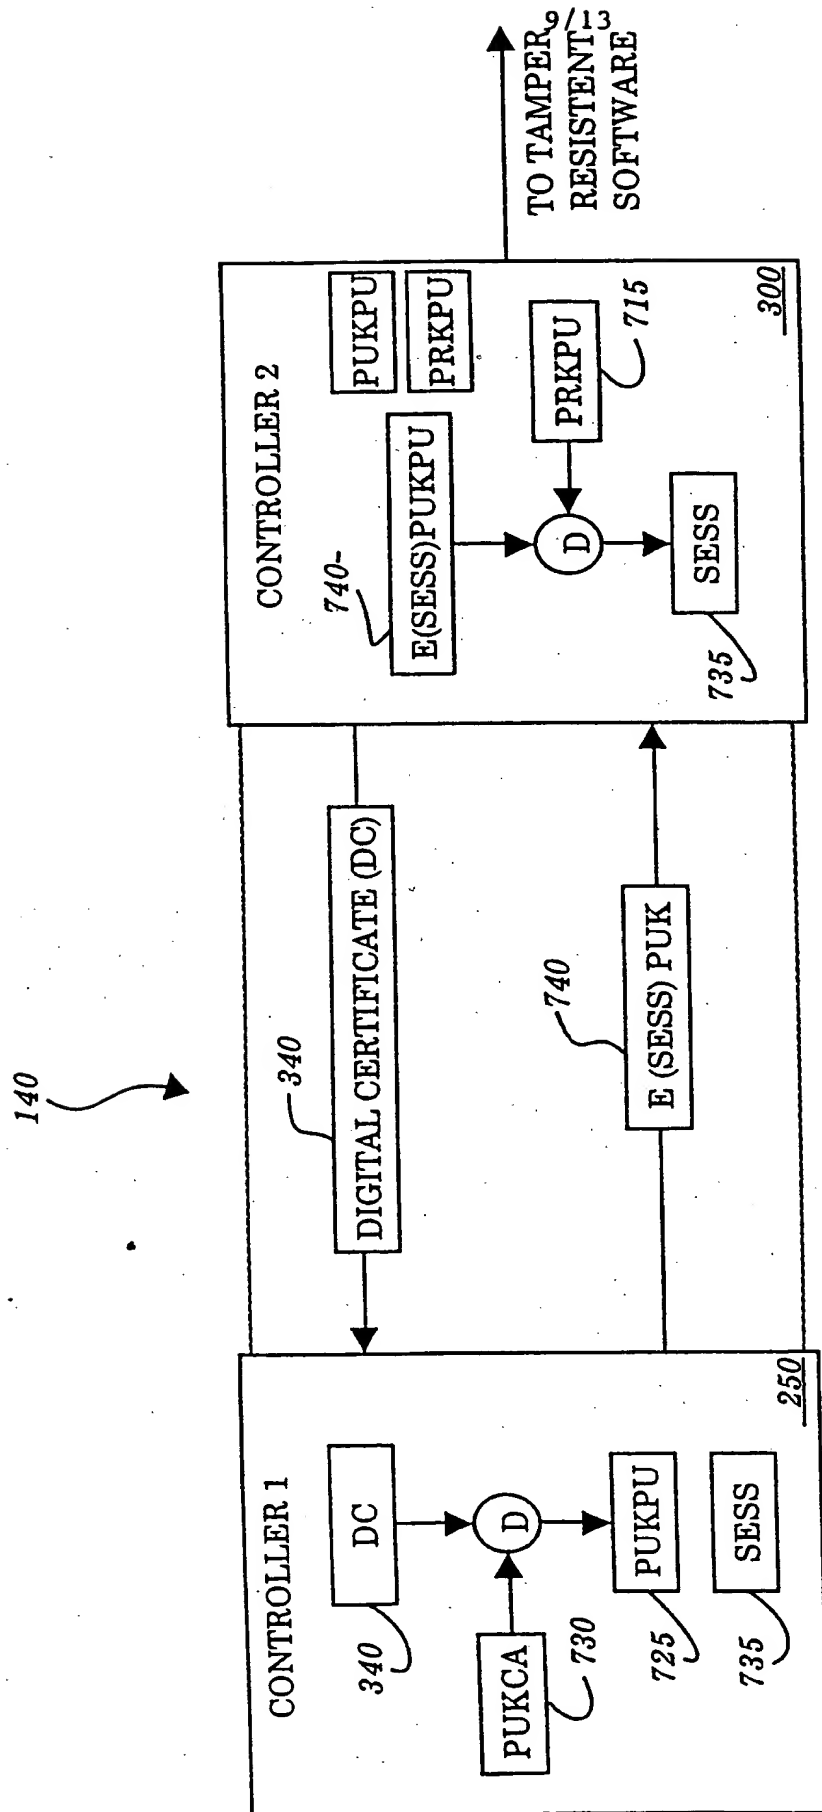 9/13
140
CONTROLLER 1
340
DC
PUKCA
730
D
725
PUKPU
735
SESS
250
340
DIGITAL CERTIFICATE (DC)
740
E (SESS) PUK
CONTROLLER 2
740-
E(SESS)PUKPU
PUKPU
PRKPU
D
PRKPU
715
735
SESS
300
TO TAMPER
RESISTENT
SOFTWARE